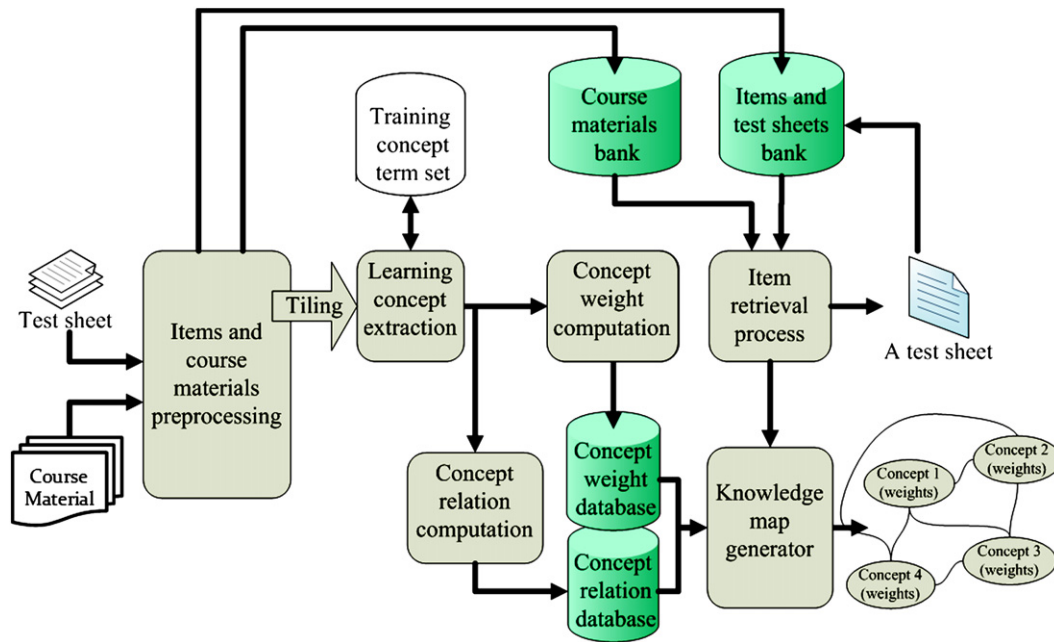 Course
materials
bank
Items and
test sheets
bank
Training
concept
term set
Test sheet
Items and
course
materials
preprocessing
Tiling
Learning
concept
extraction
Concept
weight
computation
Item
retrieval
process
A test sheet
Course
Material
Concept
relation
computation
Concept
weight
database
Concept
relation
database
Knowledge
map
generator
Concept 1
(weights)
Concept 2
(weights)
Concept 3
(weights)
Concept 4
(weights)